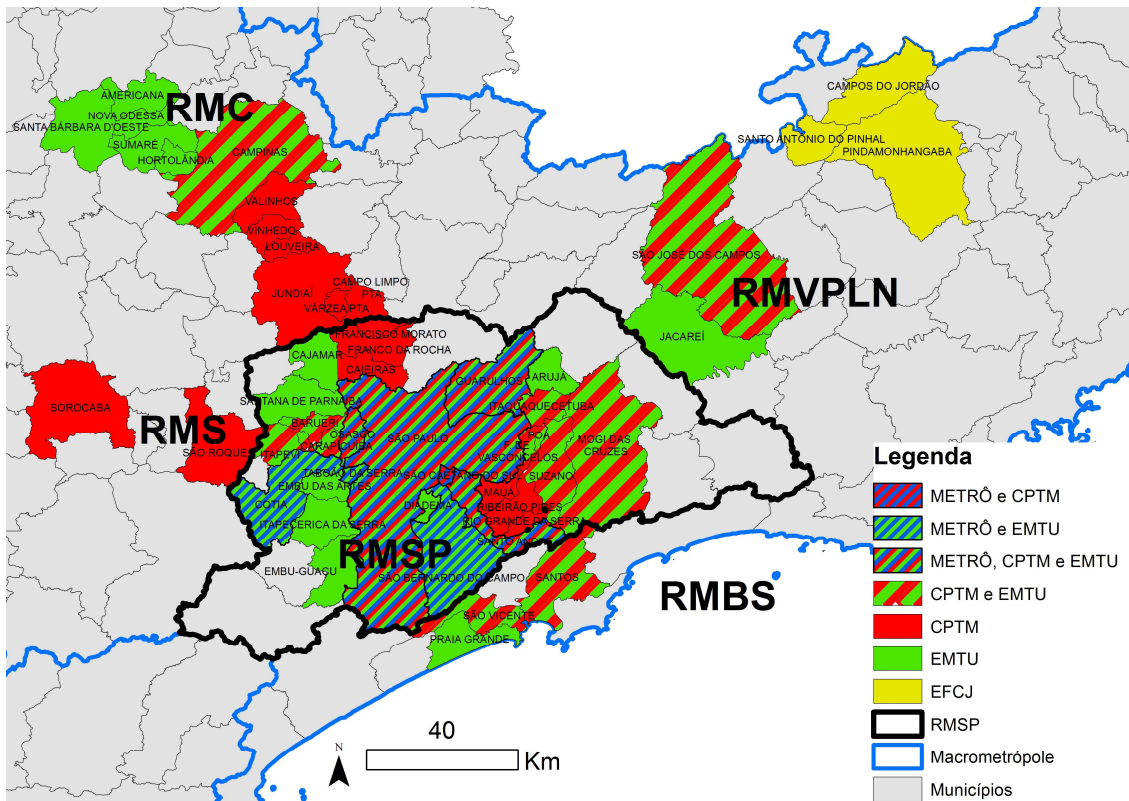 CAMPOS DO JORDÃO
AMERICANA
RMC
NOVA ODESSA
SANTA BÁRBARA D'OESTE
SUMARÉ
HORTOLÂNDIA
CAMPINAS
SANTO ANTÔNIO DO PINHAL
PINDAMONHANGABA
VALINHOS
VINHEDO
LOUVEIRA
SÃO JOSÉ DOS CAMPOS
RMVPLN
CAMPO LIMPO
PTA
JUNDIAÍ
VÁRZEA PTA
FRANCISCO MORATO
FRANCO DA ROCHA
CAIEIRAS
CAJAMAR
JACAREÍ
GUARULHOS
ARUJÁ
SANTANA DE PARNAÍBA
ITAQUAQUECETUBA
SOROCABA
RMS
SÃO ROQUE
BARUERI
OSASCO
CARAPICUÍBA
ITAPEVI
SÃO PAULO
POÁ
F. DE
VASCONCELOS
MOGI DAS
CRUZES
TABOÃO DA SERRA
SÃO CAETANO DO SUL
SUZANO
EMBU DAS ARTES
MAUÁ
COTIA
DIADEMA
RIBEIRÃO PIRES
ITAPECERICA DA SERRA
RIO GRANDE DA SERRA
SANTO ANDRÉ
RMSP
EMBU-GUAÇU
SÃO BERNARDO DO CAMPO
SANTOS
RMBS
SÃO VICENTE
PRAIA GRANDE
N
40
Km
Legenda
METRÔ e CPTM
METRÔ e EMTU
METRÔ, CPTM e EMTU
CPTM e EMTU
CPTM
EMTU
EFCJ
RMSP
Macrometrópole
Municípios